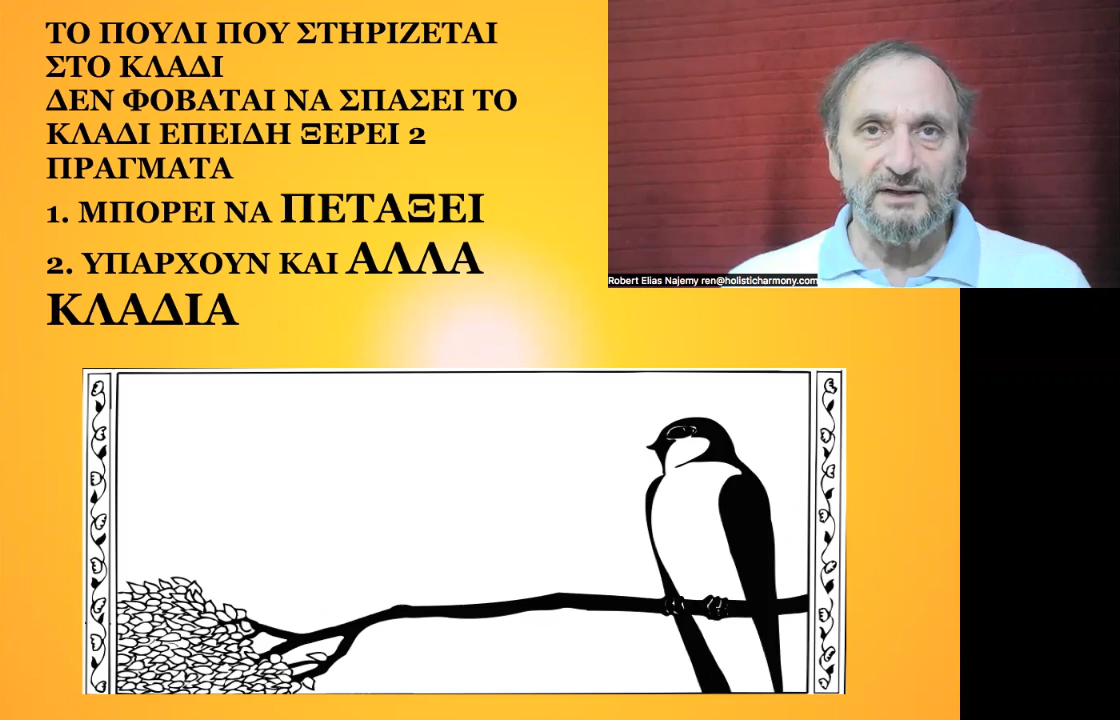 ΤΟ ΠΟΥΛΙ ΠΟΥ ΣΤΗΡΙΖΕΤΑΙ
ΣΤΟ ΚΛΑΔΙ
ΔΕΝ ΦΟΒΑΤΑΙ ΝΑ ΣΠΑΣΕΙ ΤΟ
ΚΛΑΔΙ ΕΠΕΙΔΗ ΞΕΡΕΙ 2
ΠΡΑΓΜΑΤΑ
1. ΜΠΟΡΕΙ ΝΑ ΠΕΤΑΞΕΙ
2. ΥΠΑΡΧΟΥΝ ΚΑΙ ΑΛΛΑ
ΚΛΑΔΙΑ
Robert Elias Najemy ren@holisticharmony.com